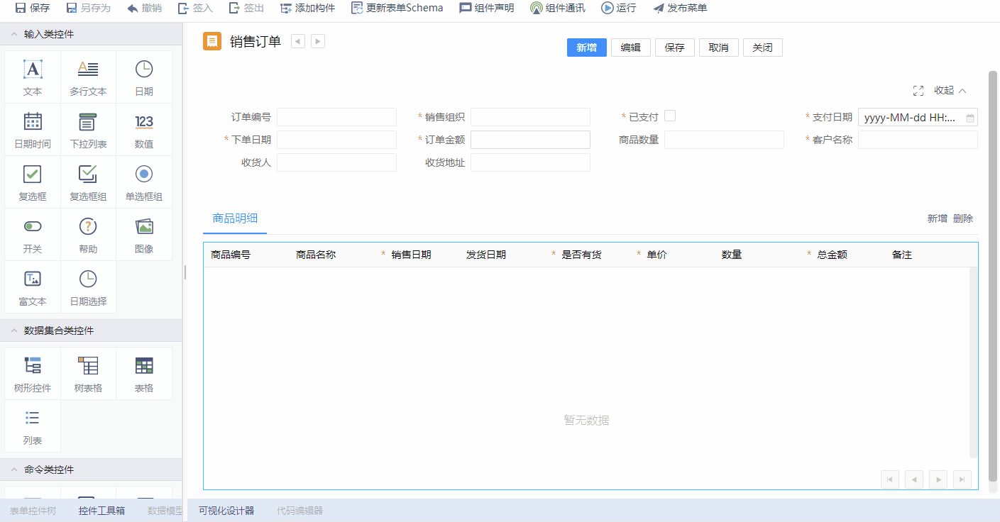 保存 另存为 撤销 签入 签出 添加构件 更新表单Schema 组件声明 组件通讯 运行 发布菜单
输入类控件
文本 多行文本 日期
日期时间 下拉列表 数值
123
复选框 复选框组 单选框组
开关 帮助 图像
富文本 日期选择
数据集合类控件
树形控件 树表格 表格
列表
命令类控件
表单控件树 控件工具箱 数据模型
销售订单
新增 编辑 保存 取消 关闭
收起
订单编号 * 销售组织 * 已支付 * 支付日期 yyyy-MM-dd HH:...
* 下单日期 * 订单金额 商品数量 * 客户名称
收货人 收货地址
商品明细 新增 删除
商品编号 商品名称 * 销售日期 发货日期 * 是否有货 * 单价 数量 * 总金额 备注
暂无数据
可视化设计器 代码编辑器